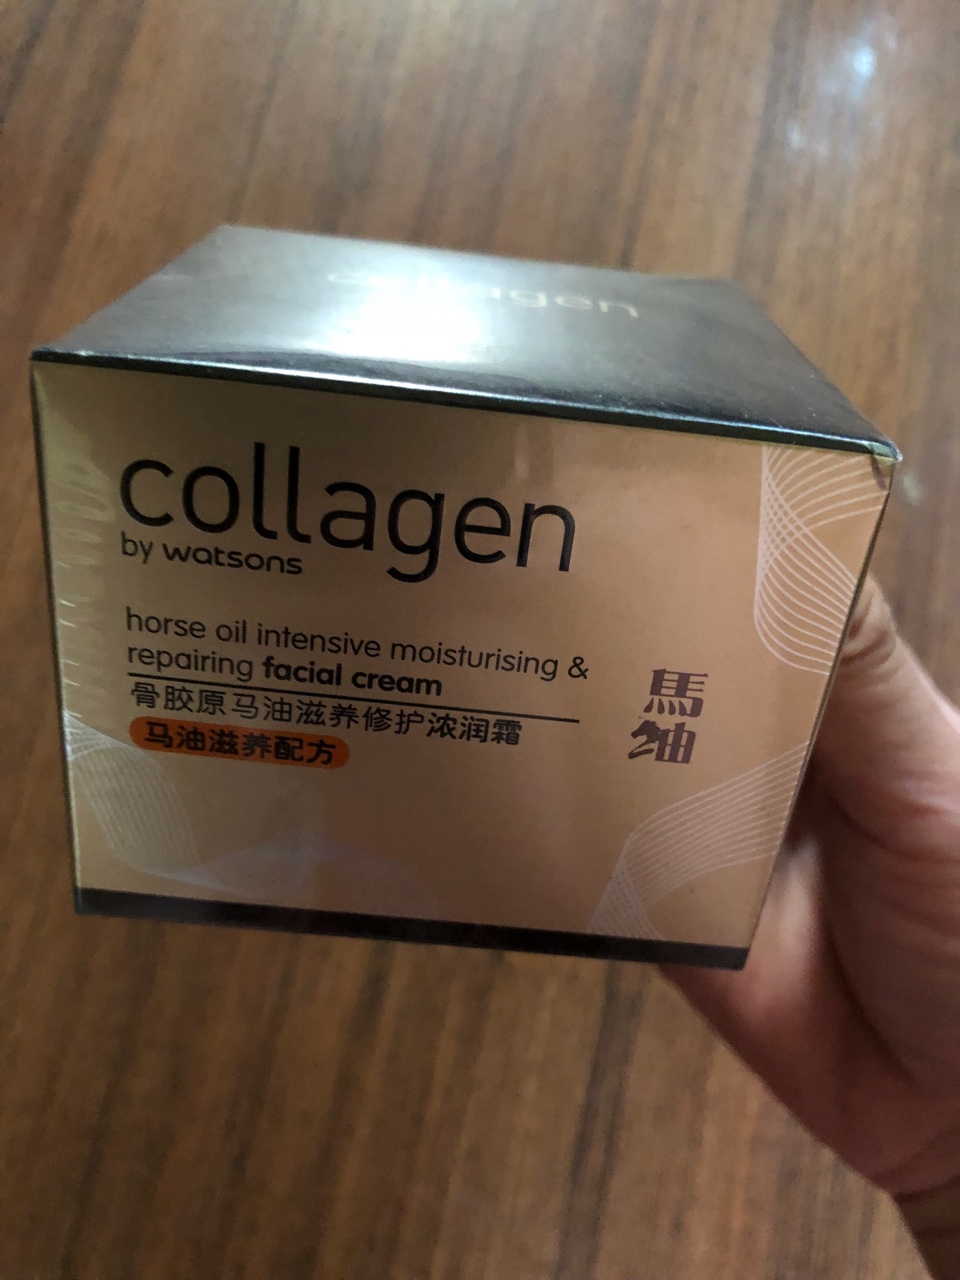 collagen
collagen
by watsons
horse oil intensive moisturising &
repairing facial cream
骨胶原马油滋养修护浓润霜
马油滋养配方
馬
油